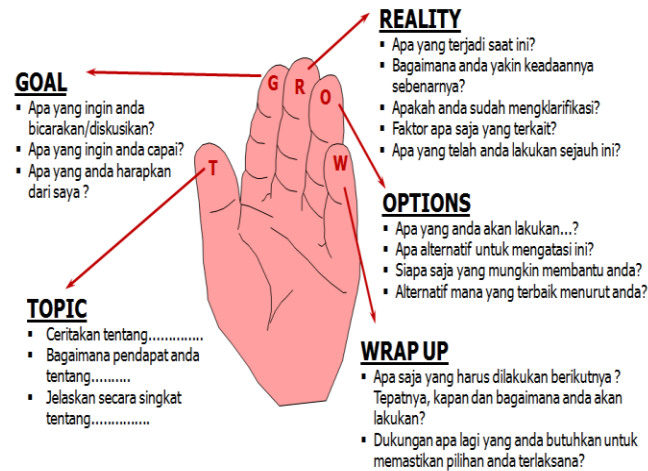 GOAL
▪ Apa yang ingin anda
bicarakan/diskusikan?
▪ Apa yang ingin anda capai?
▪ Apa yang anda harapkan
dari saya ?
REALITY
▪ Apa yang terjadi saat ini?
▪ Bagaimana anda yakin keadaannya
sebenarnya?
▪ Apakah anda sudah mengklarifikasi?
▪ Faktor apa saja yang terkait?
▪ Apa yang telah anda lakukan sejauh ini?
T
G
R
O
W
OPTIONS
▪ Apa yang anda akan lakukan...?
▪ Apa alternatif untuk mengatasi ini?
▪ Siapa saja yang mungkin membantu anda?
▪ Alternatif mana yang terbaik menurut anda?
TOPIC
▪ Ceritakan tentang...............
▪ Bagaimana pendapat anda
tentang..........
▪ Jelaskan secara singkat
tentang...............
WRAP UP
▪ Apa saja yang harus dilakukan berikutnya ?
Tepatnya, kapan dan bagaimana anda akan
lakukan?
▪ Dukungan apa lagi yang anda butuhkan untuk
memastikan pilihan anda terlaksana?